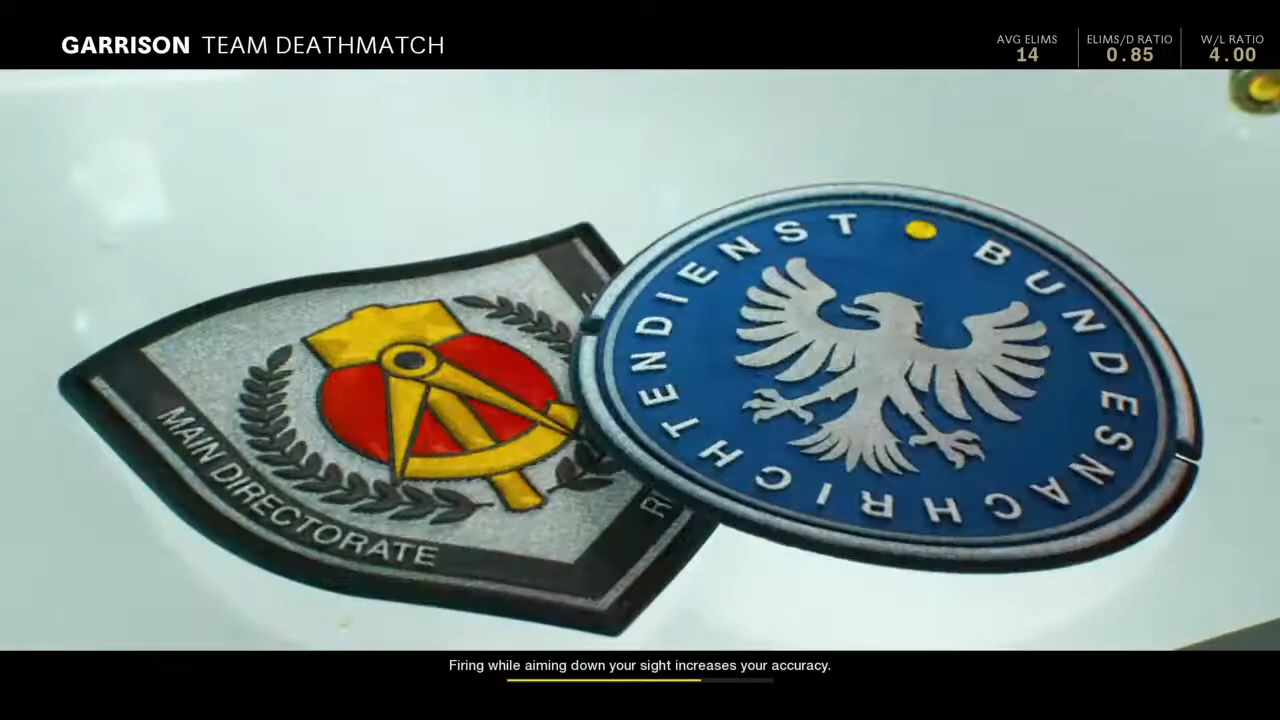 GARRISON TEAM DEATHMATCH
AVG ELIMS
14
ELIMS/D RATIO
0.85
W/L RATIO
4.00
MAIN DIRECTORATE
R
BUNDESNACHRICHTENDIENST
Firing while aiming down your sight increases your accuracy.